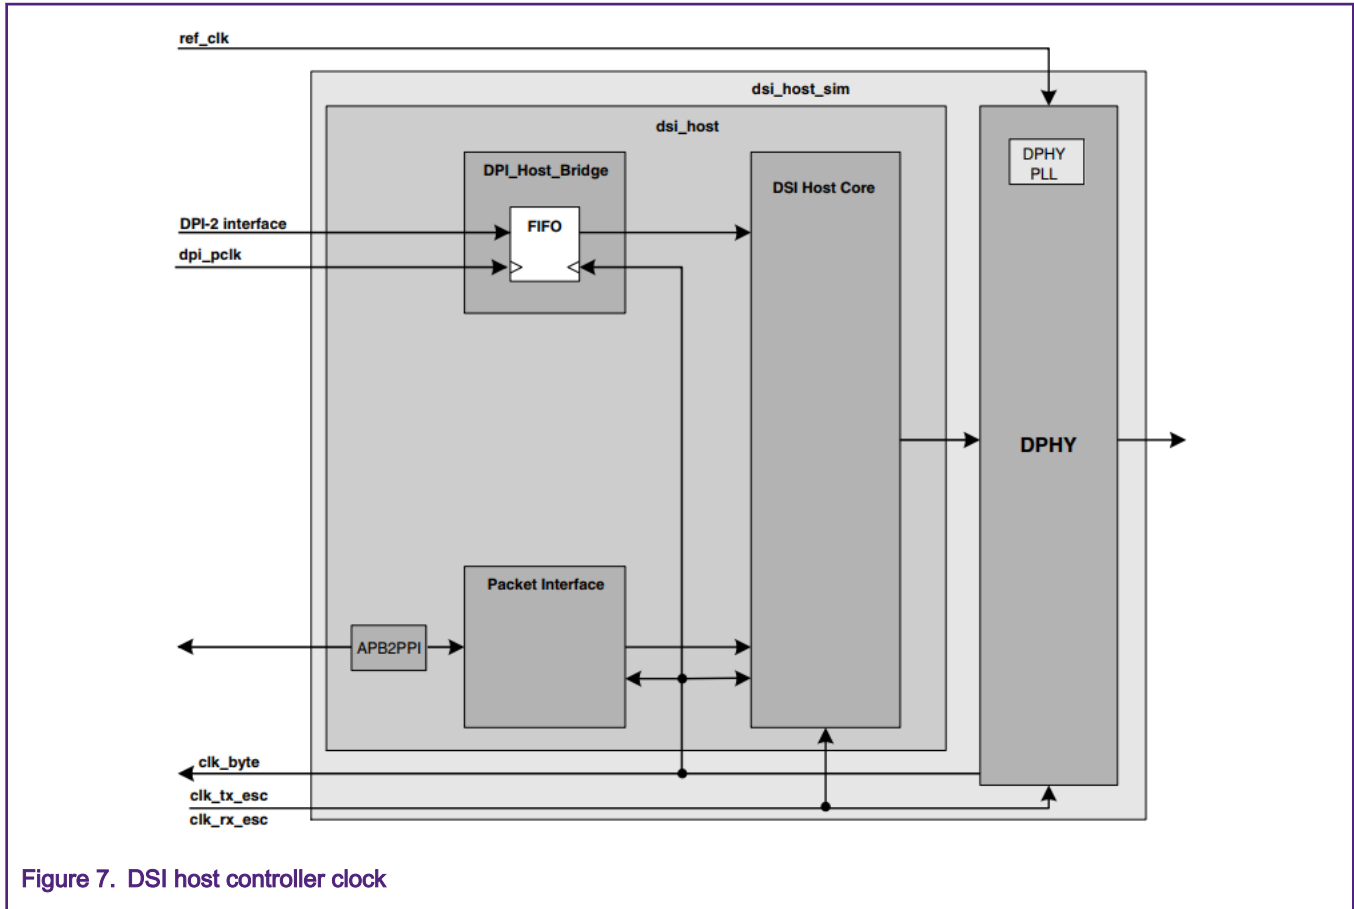 ref_clk
dsi_host_sim
dsi_host
DPHY
PLL
DPI_Host_Bridge
DSI Host Core
DPI-2 interface
FIFO
dpi_pclk
DPHY
Packet Interface
APB2PPI
clk_byte
clk_tx_esc
clk_rx_esc
Figure 7. DSI host controller clock